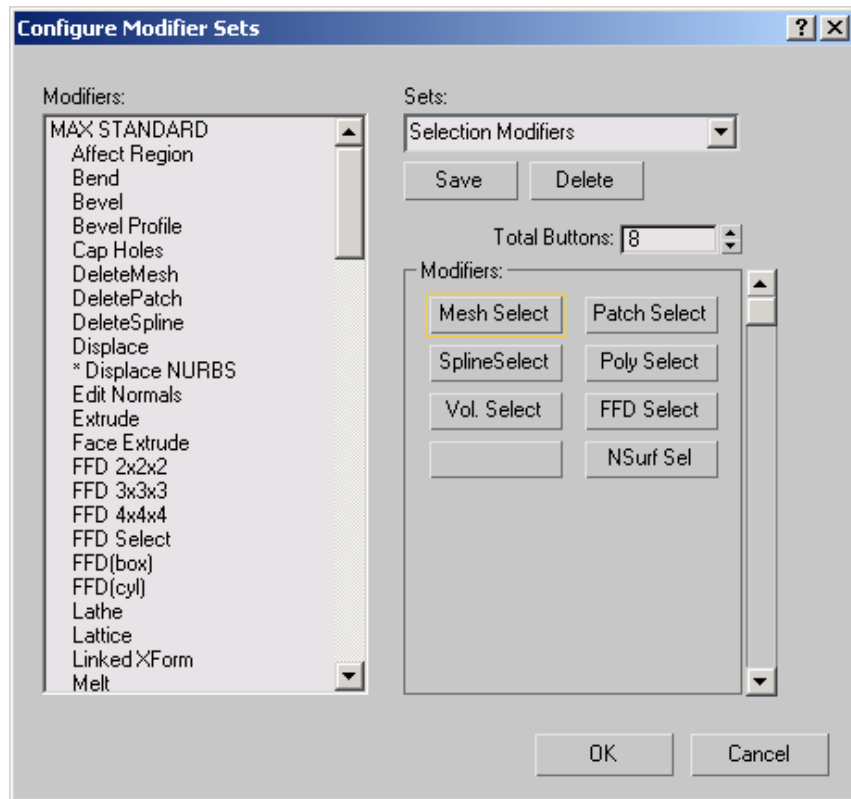 Configure Modifier Sets
Modifiers:
MAX STANDARD
Affect Region
Bend
Bevel
Bevel Profile
Cap Holes
DeleteMesh
DeletePatch
DeleteSpline
Displace
* Displace NURBS
Edit Normals
Extrude
Face Extrude
FFD 2x2x2
FFD 3x3x3
FFD 4x4x4
FFD Select
FFD(box)
FFD(cyl)
Lathe
Lattice
Linked XForm
Melt
Sets:
Selection Modifiers
Save Delete
Total Buttons: 8
Modifiers:
Mesh Select Patch Select
SplineSelect Poly Select
Vol. Select FFD Select
NSurf Sel
OK Cancel